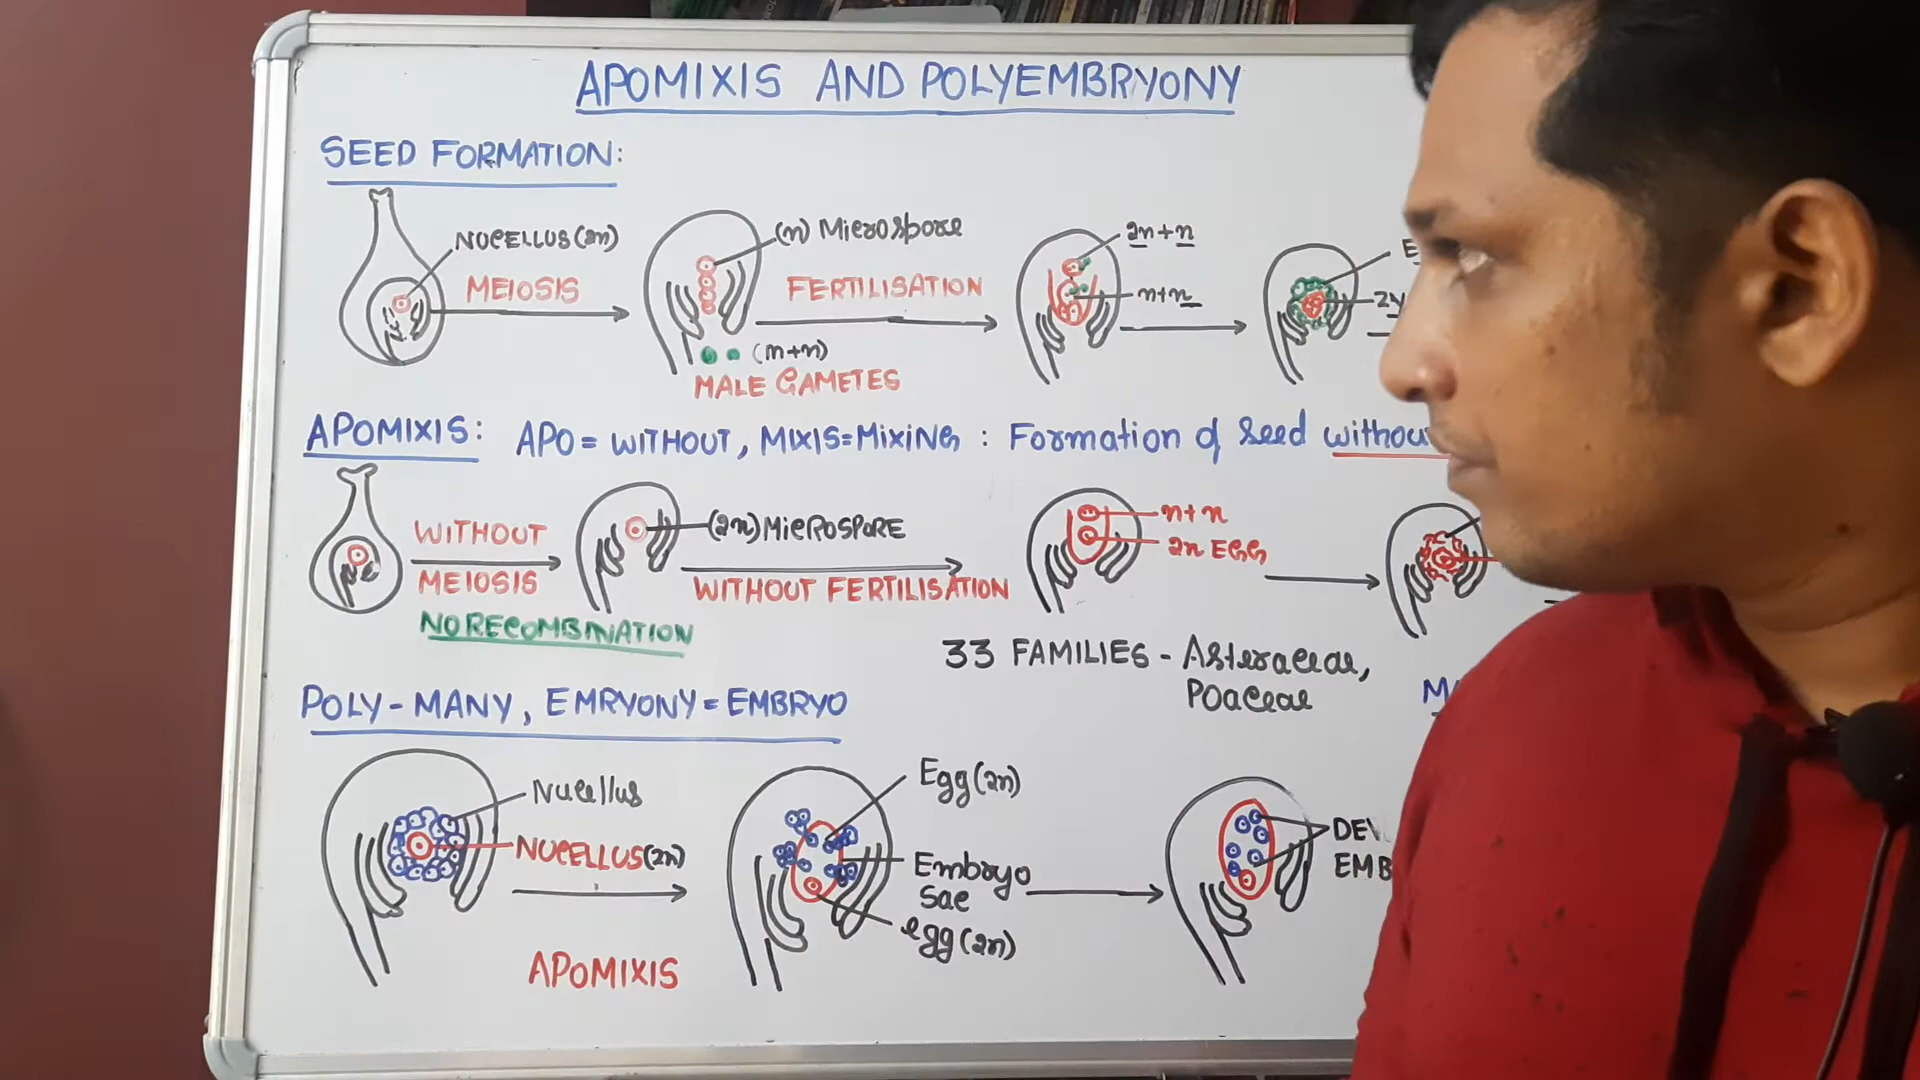 APOMIXIS AND POLYEMBRYONY
SEED FORMATION:
NUCELLUS (2n)
MEIOSIS
(n) Microspore
FERTILISATION
(n+n)
MALE GAMETES
2n+n
n+n
E
ZY
APOMIXIS: APO = WITHOUT, MIXIS=MIXING : Formation of seed without
WITHOUT
MEIOSIS
NO RECOMBINATION
(2n) MICROSPORE
WITHOUT FERTILISATION
n+n
2n EGG
33 FAMILIES - Asteraceae,
POaceae
POLY-MANY, EMRYONY = EMBRYO
Nucellus
NUCELLUS (2n)
APOMIXIS
Egg (2n)
Embryo
Sac
egg (2n)
DEV
EMB